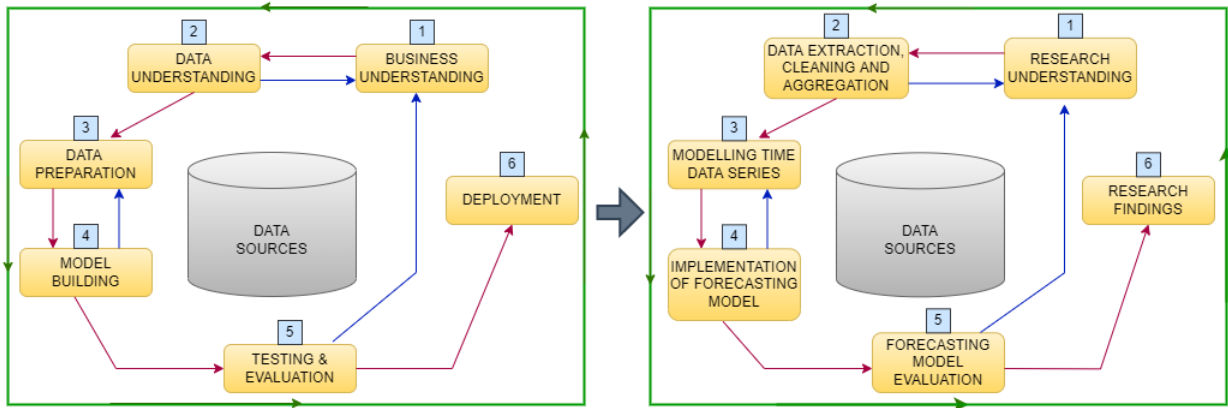 1
BUSINESS
UNDERSTANDING
2
DATA
UNDERSTANDING
3
DATA
PREPARATION
4
MODEL
BUILDING
5
TESTING &
EVALUATION
6
DEPLOYMENT
DATA
SOURCES
1
RESEARCH
UNDERSTANDING
2
DATA EXTRACTION,
CLEANING AND
AGGREGATION
3
MODELLING TIME
DATA SERIES
4
IMPLEMENTATION
OF FORECASTING
MODEL
5
FORECASTING
MODEL
EVALUATION
6
RESEARCH
FINDINGS
DATA
SOURCES